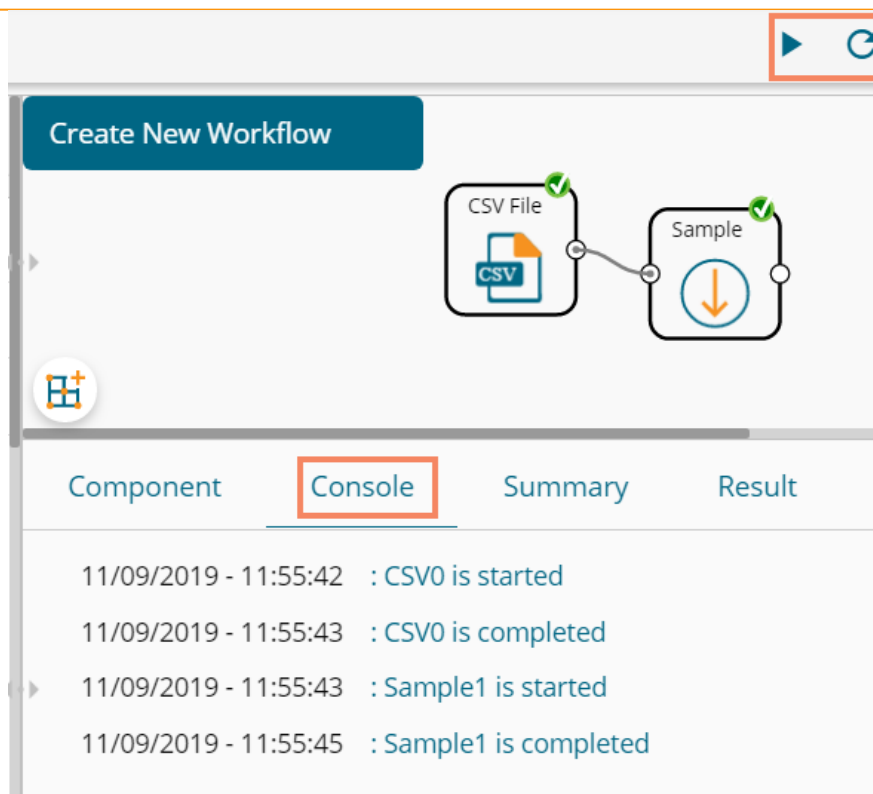 Create New Workflow
CSV File
CSV
Sample
Component Console Summary Result
11/09/2019 - 11:55:42 : CSV0 is started
11/09/2019 - 11:55:43 : CSV0 is completed
11/09/2019 - 11:55:43 : Sample1 is started
11/09/2019 - 11:55:45 : Sample1 is completed